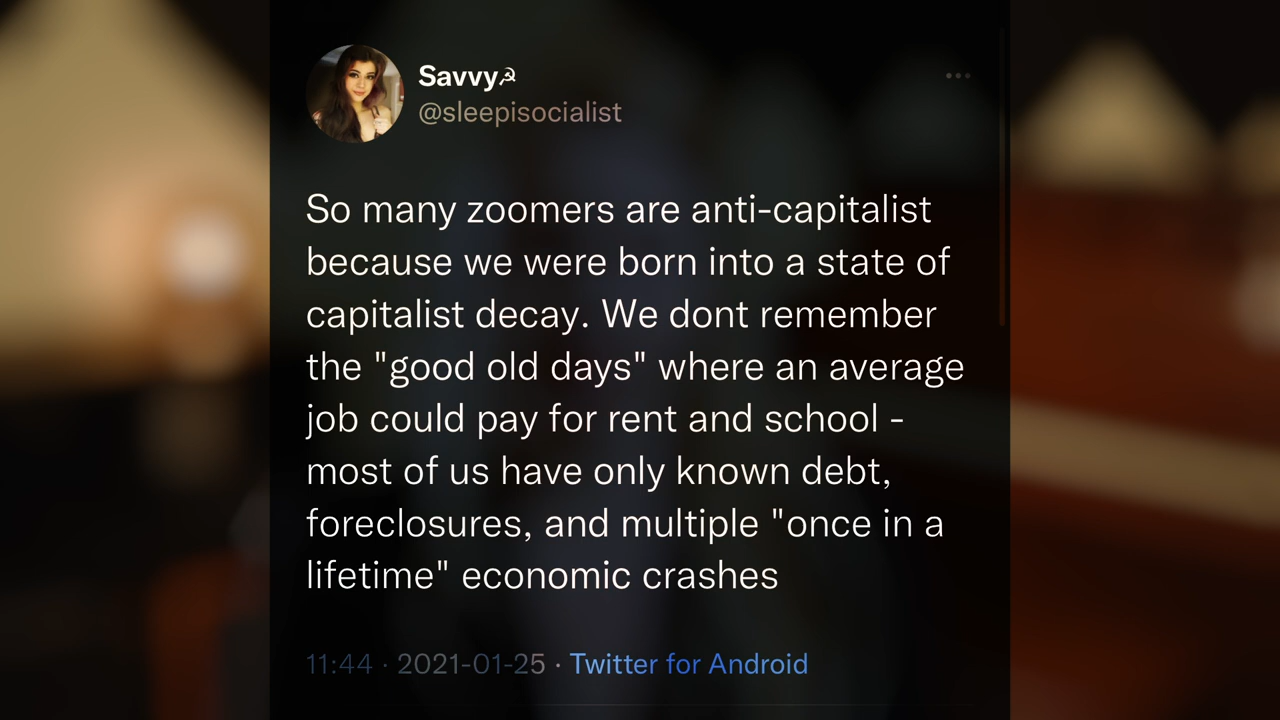 Savvy☭
@sleepisocialist
So many zoomers are anti-capitalist
because we were born into a state of
capitalist decay. We dont remember
the "good old days" where an average
job could pay for rent and school -
most of us have only known debt,
foreclosures, and multiple "once in a
lifetime" economic crashes
11:44 · 2021-01-25 · Twitter for Android